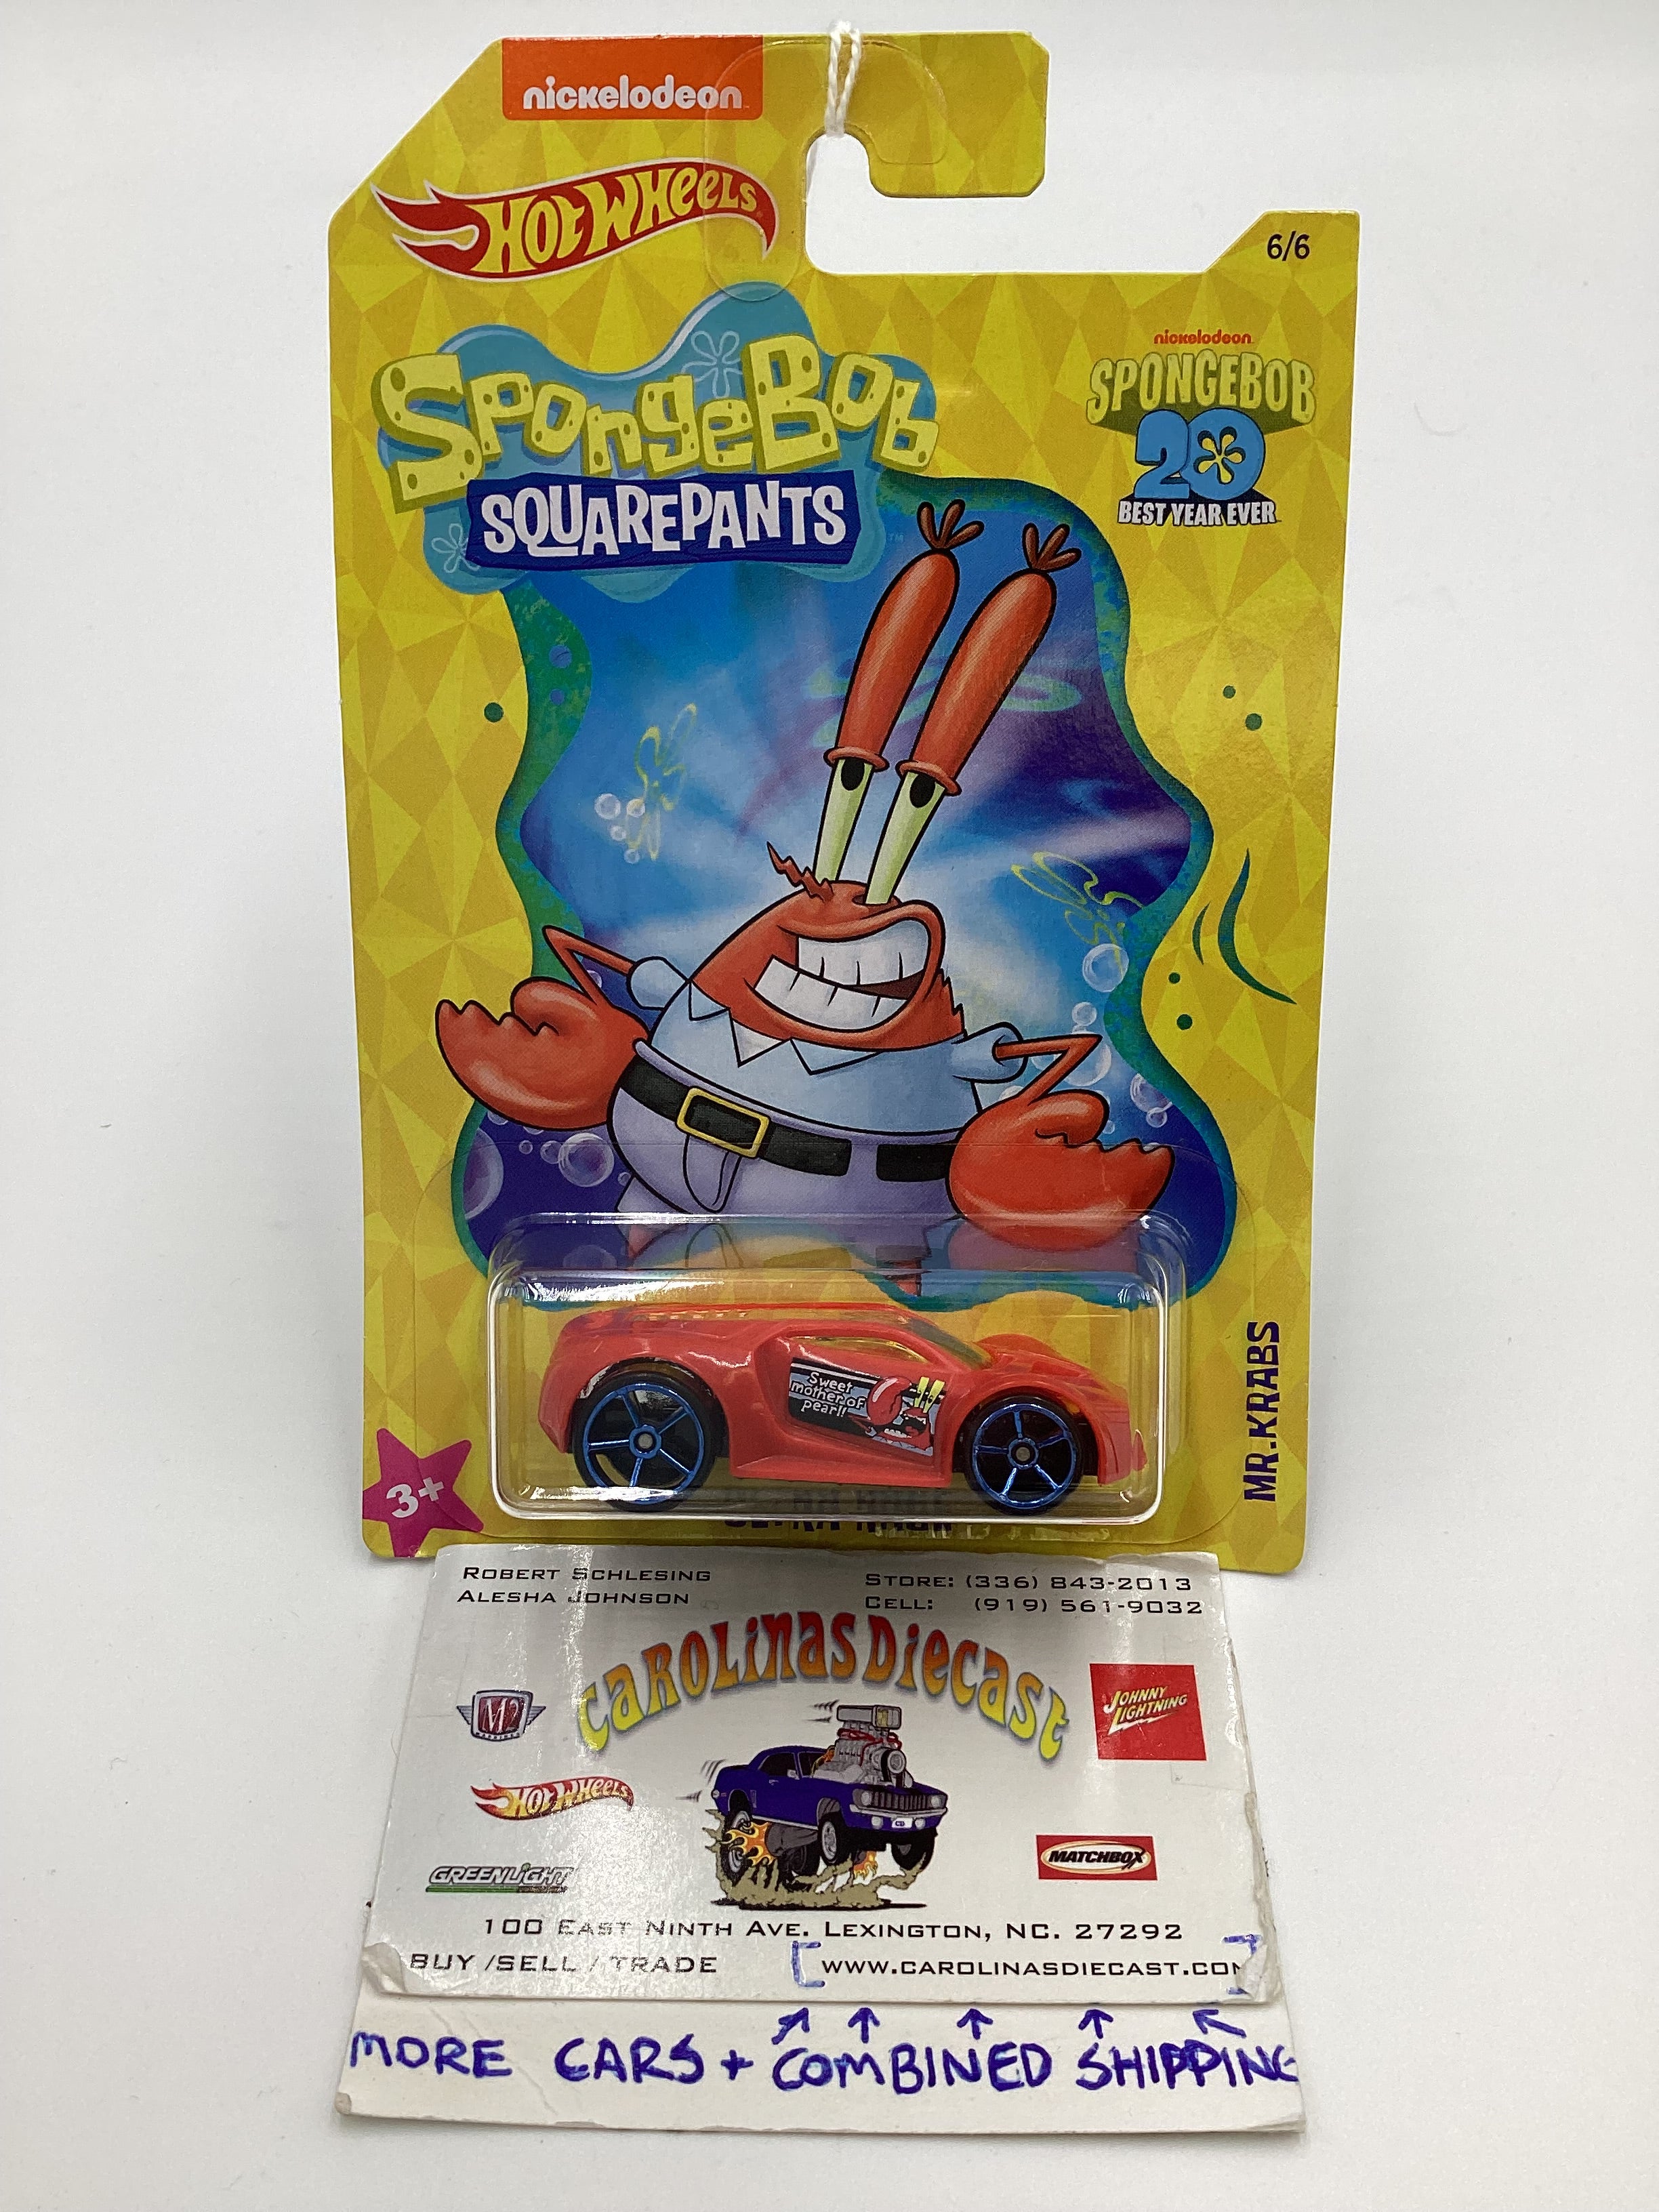 nickelodeon
Hot Wheels
6/6
SpongeBob
SQUAREPANTS
nickelodeon
SPONGEBOB
20
BEST YEAR EVER
MR. KRABS
Sweet
mother of
pear!!
3+
ULTRA RAGE
ROBERT SCHLESING
ALESHA JOHNSON
STORE: (336) 843-2013
CELL: (919) 561-9032
CAROLINAS DIECAST
M2
JOHNNY
LIGHTNING
HOT WHEELS
GREENLIGHT
MATCHBOX
100 EAST NINTH AVE. LEXINGTON, NC. 27292
BUY /SELL / TRADE [WWW.CAROLINASDIECAST.COM]
MORE CARS + COMBINED SHIPPING